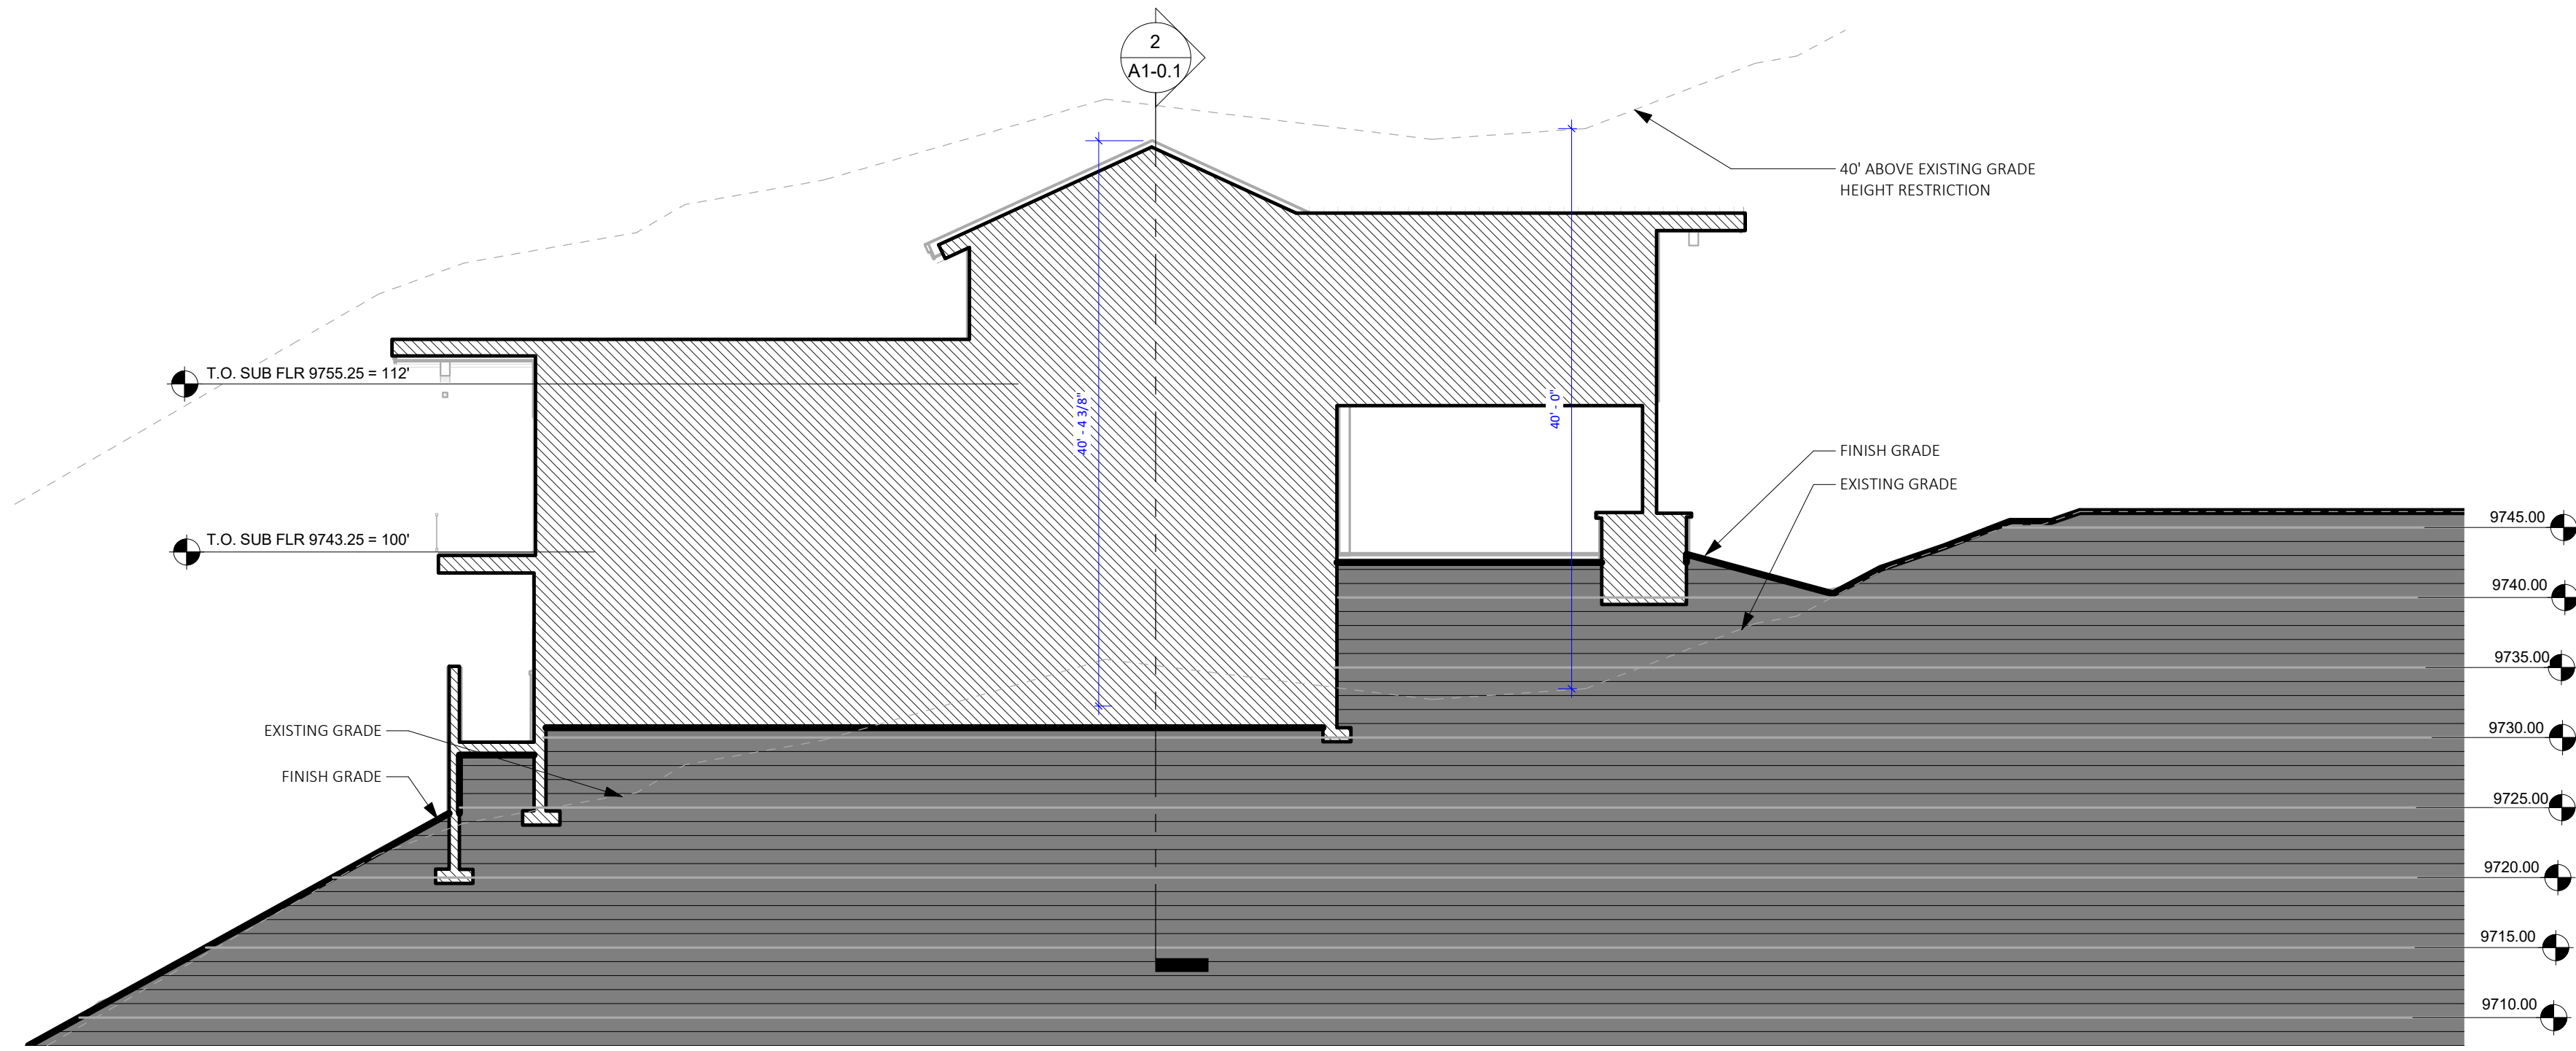 2
A1-0.1
40' ABOVE EXISTING GRADE
HEIGHT RESTRICTION
T.O. SUB FLR 9755.25 = 112'
40' - 4 3/8"
40' - 0"
FINISH GRADE
EXISTING GRADE
T.O. SUB FLR 9743.25 = 100'
9745.00
9740.00
9735.00
9730.00
9725.00
9720.00
9715.00
9710.00
EXISTING GRADE
FINISH GRADE